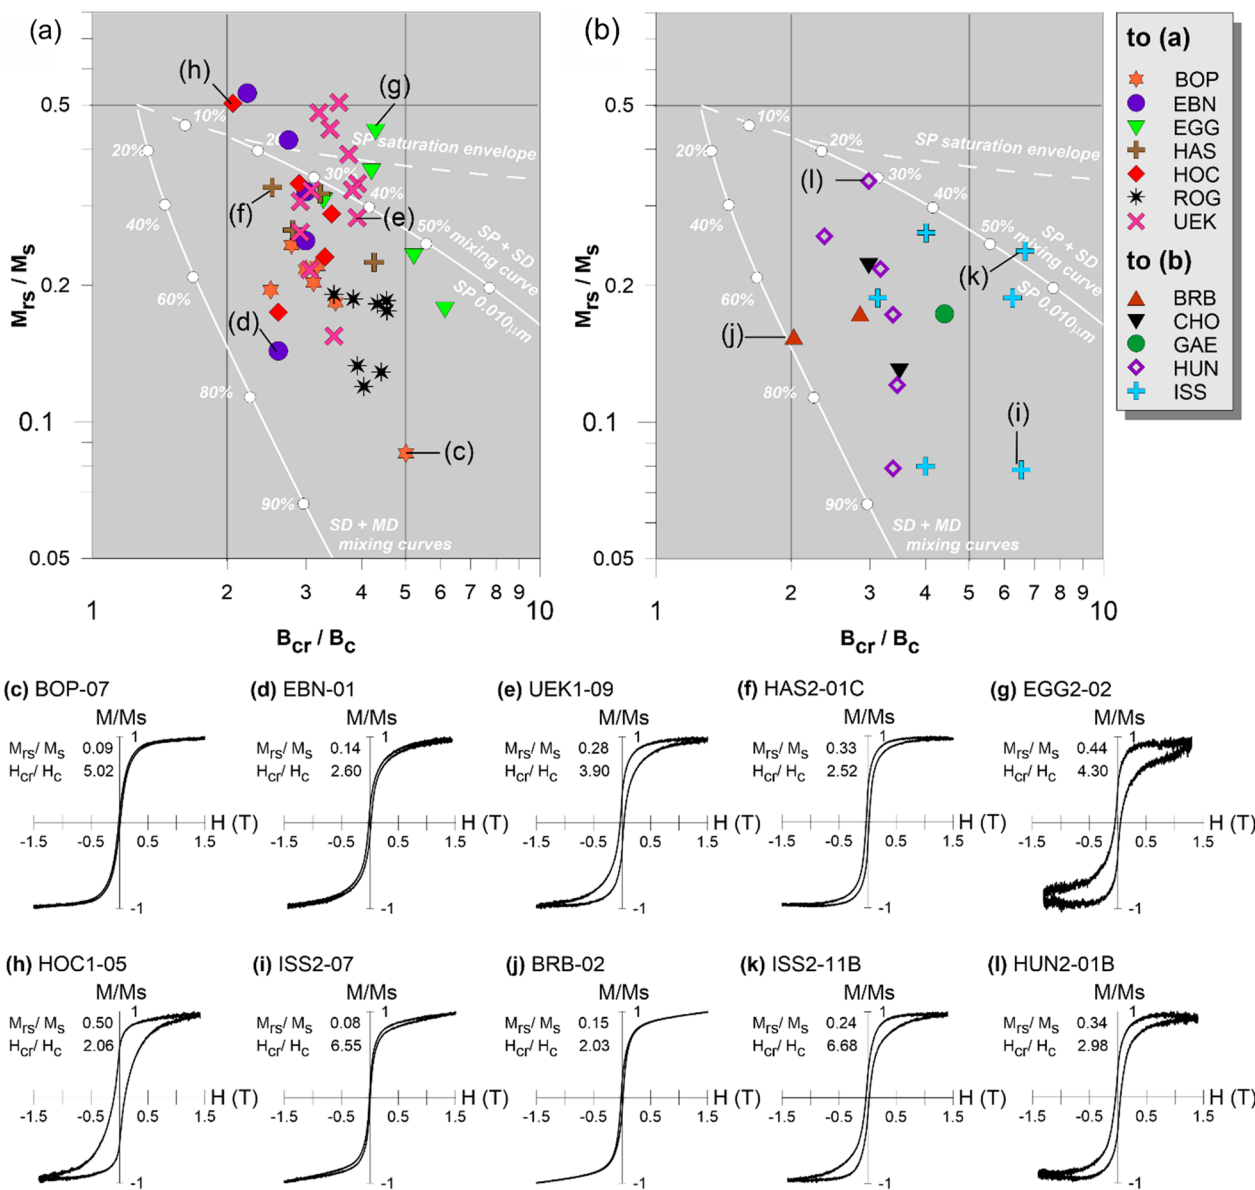 (a)
(b)
to (a)
BOP
EBN
EGG
HAS
HOC
ROG
UEK
to (b)
BRB
CHO
GAE
HUN
ISS
Mrs / Ms
0.5
0.2
0.1
0.05
1 2 3 4 5 6 7 8 9 10
Bcr / Bc
(h)
(g)
(f)
(e)
(d)
(c)
10%
20%
30%
40%
50%
20%
40%
60%
80%
90%
SP saturation envelope
SP + SD
mixing curve
SP 0.010µm
SD + MD
mixing curves
Mrs / Ms
0.5
0.2
0.1
0.05
1 2 3 4 5 6 7 8 9 10
Bcr / Bc
(l)
(k)
(j)
(i)
10%
20%
30%
40%
50%
20%
40%
60%
80%
90%
SP saturation envelope
SP + SD
mixing curve
SP 0.010µm
SD + MD
mixing curves
(c) BOP-07
M/Ms
1
Mrs/ Ms 0.09
Hcr/ Hc 5.02
H (T)
-1.5 -0.5 0.5 1.5
-1
(d) EBN-01
M/Ms
1
Mrs/ Ms 0.14
Hcr/ Hc 2.60
H (T)
-1.5 -0.5 0.5 1.5
-1
(e) UEK1-09
M/Ms
1
Mrs/ Ms 0.28
Hcr/ Hc 3.90
H (T)
-1.5 -0.5 0.5 1.5
-1
(f) HAS2-01C
M/Ms
1
Mrs/ Ms 0.33
Hcr/ Hc 2.52
H (T)
-1.5 -0.5 0.5 1.5
-1
(g) EGG2-02
M/Ms
1
Mrs/ Ms 0.44
Hcr/ Hc 4.30
H (T)
-1.5 -0.5 0.5 1.5
-1
(h) HOC1-05
M/Ms
1
Mrs/ Ms 0.50
Hcr/ Hc 2.06
H (T)
-1.5 -0.5 0.5 1.5
-1
(i) ISS2-07
M/Ms
1
Mrs/ Ms 0.08
Hcr/ Hc 6.55
H (T)
-1.5 -0.5 0.5 1.5
-1
(j) BRB-02
M/Ms
1
Mrs/ Ms 0.15
Hcr/ Hc 2.03
H (T)
-1.5 -0.5 0.5 1.5
-1
(k) ISS2-11B
M/Ms
1
Mrs/ Ms 0.24
Hcr/ Hc 6.68
H (T)
-1.5 -0.5 0.5 1.5
-1
(l) HUN2-01B
M/Ms
1
Mrs/ Ms 0.34
Hcr/ Hc 2.98
H (T)
-1.5 -0.5 0.5 1.5
-1